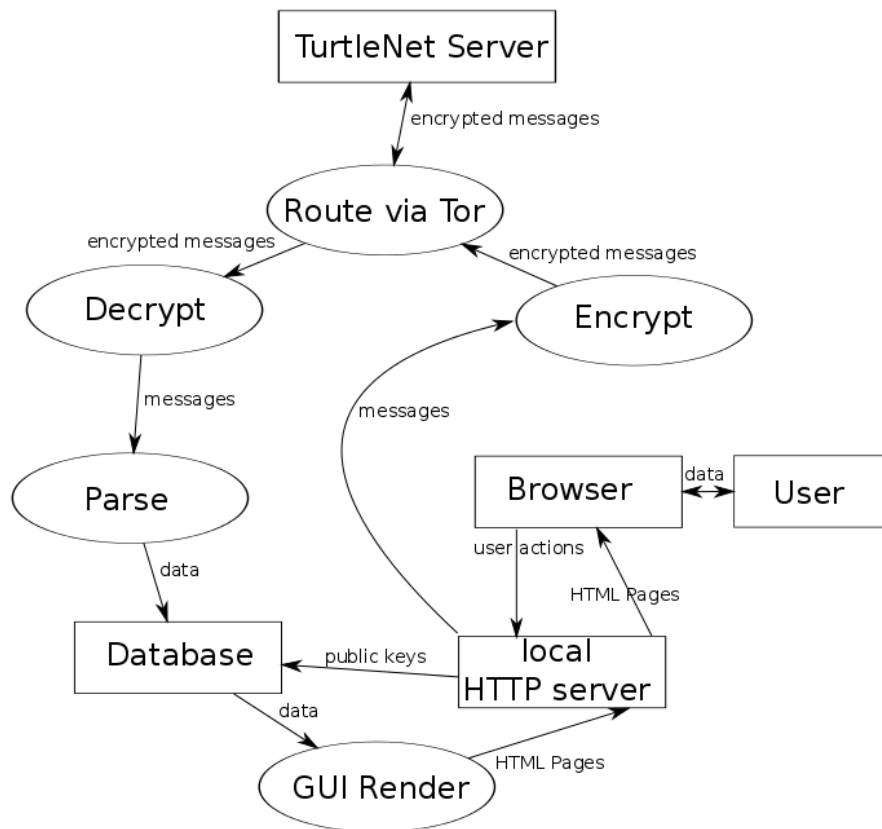 TurtleNet Server
encrypted messages
Route via Tor
encrypted messages
encrypted messages
Decrypt
Encrypt
messages
messages
Browser
data
User
Parse
user actions
data
HTML Pages
Database
public keys
local
HTTP server
data
HTML Pages
GUI Render